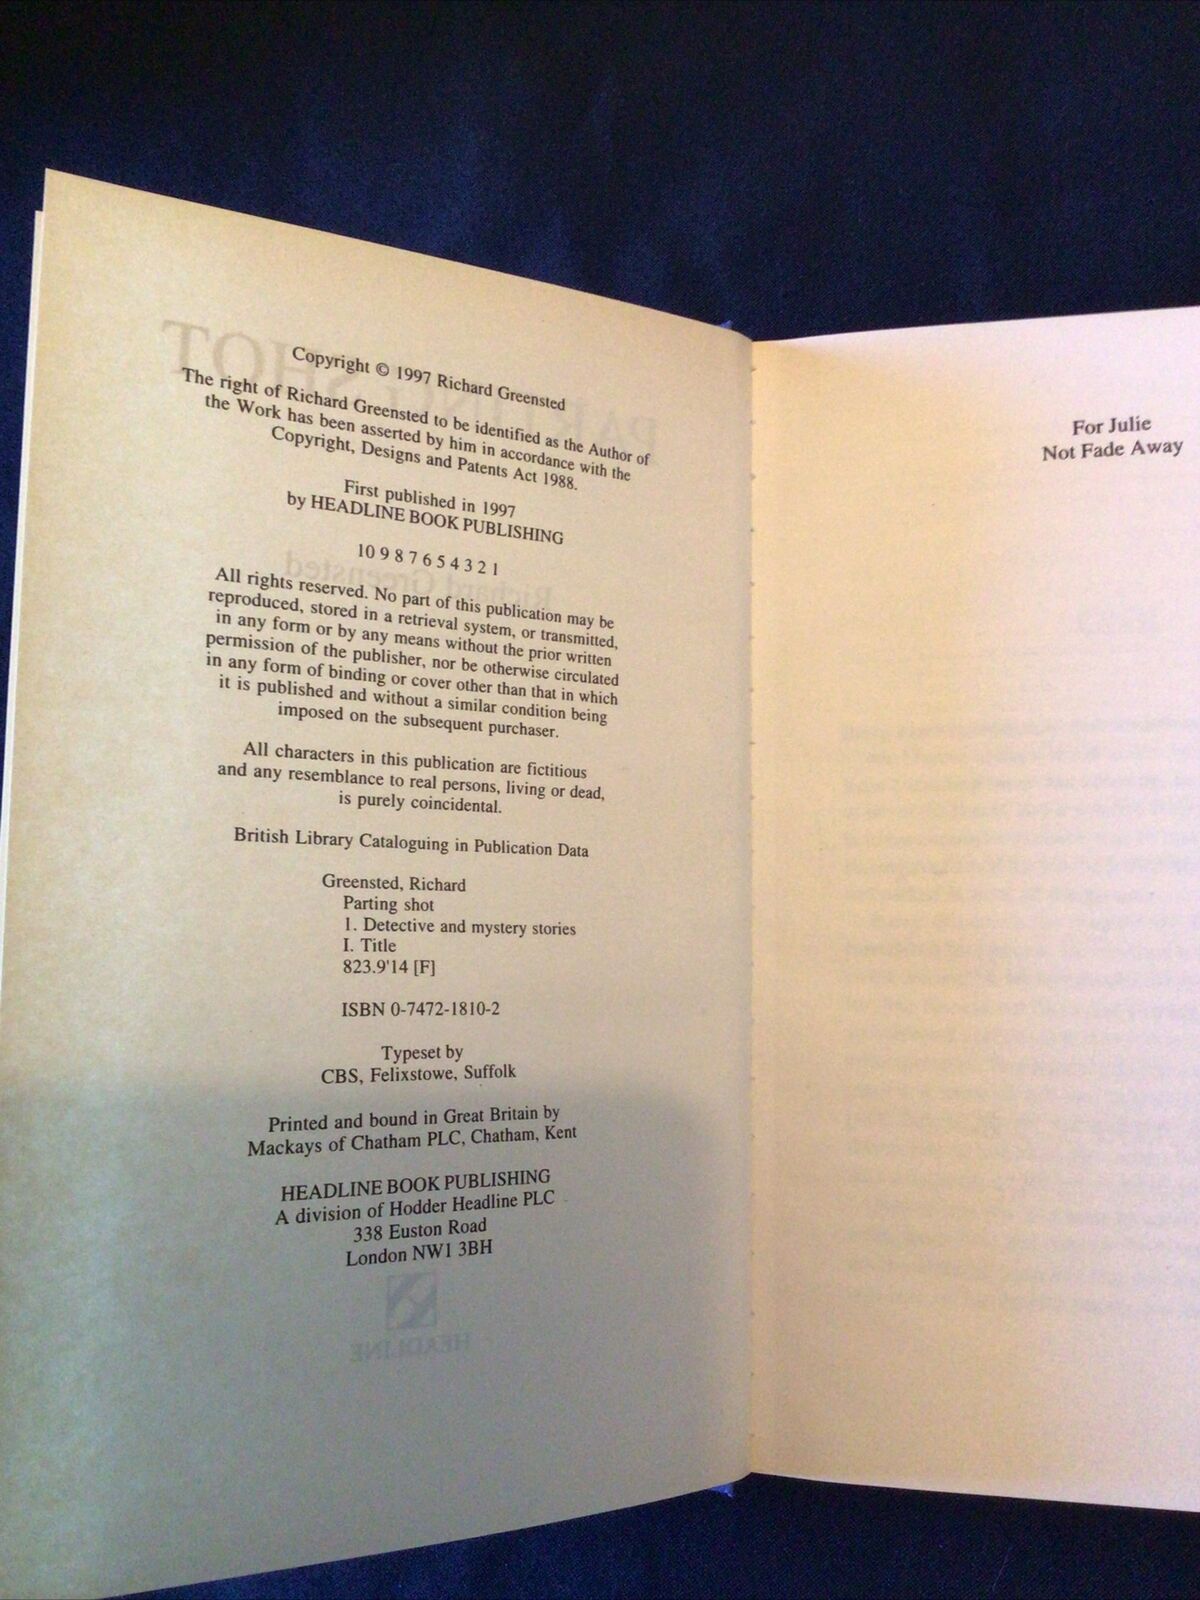 Copyright © 1997 Richard Greensted
The right of Richard Greensted to be identified as the Author of
the Work has been asserted by him in accordance with the
Copyright, Designs and Patents Act 1988.
First published in 1997
by HEADLINE BOOK PUBLISHING
10 9 8 7 6 5 4 3 2 1
All rights reserved. No part of this publication may be
reproduced, stored in a retrieval system, or transmitted,
in any form or by any means without the prior written
permission of the publisher, nor be otherwise circulated
in any form of binding or cover other than that in which
it is published and without a similar condition being
imposed on the subsequent purchaser.
All characters in this publication are fictitious
and any resemblance to real persons, living or dead,
is purely coincidental.
British Library Cataloguing in Publication Data
Greensted, Richard
Parting shot
1. Detective and mystery stories
I. Title
823.9'14 [F]
ISBN 0-7472-1810-2
Typeset by
CBS, Felixstowe, Suffolk
Printed and bound in Great Britain by
Mackays of Chatham PLC, Chatham, Kent
HEADLINE BOOK PUBLISHING
A division of Hodder Headline PLC
338 Euston Road
London NW1 3BH
HEADLINE
For Julie
Not Fade Away